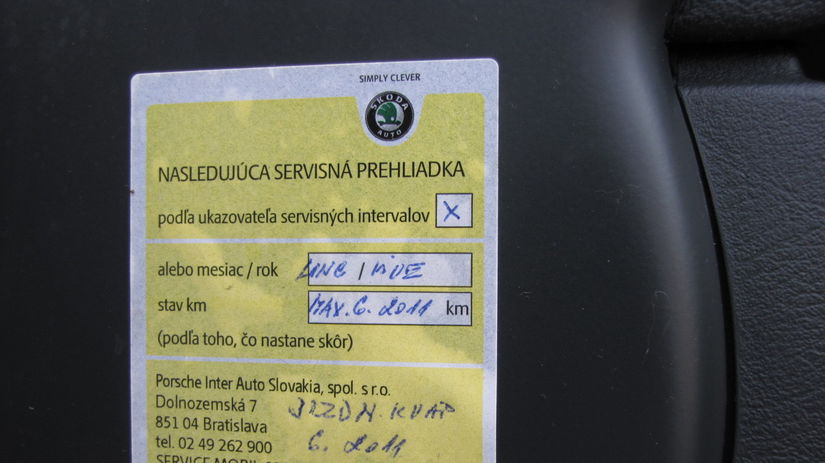 SIMPLY CLEVER
SKODA
AUTO
NASLEDUJÚCA SERVISNÁ PREHLIADKA
podľa ukazovateľa servisných intervalov X
alebo mesiac / rok LING /
stav km MAX. 6. 2011 km
(podľa toho, čo nastane skôr)
Porsche Inter Auto Slovakia, spol. s r.o.
Dolnozemská 7
851 04 Bratislava
tel. 02 49 262 900 6. 2011